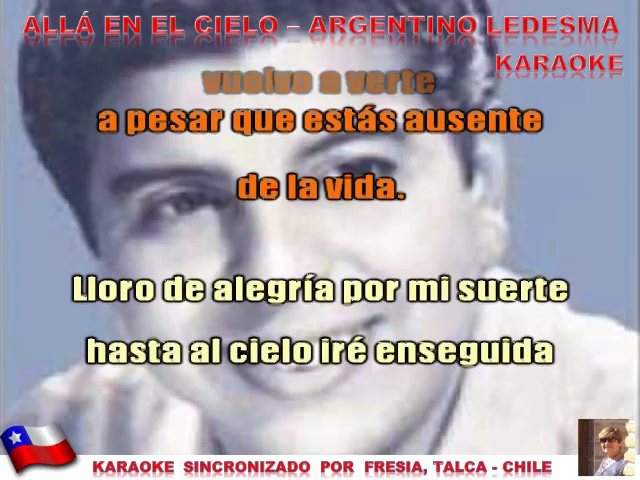 ALLÁ EN EL CIELO – ARGENTINO LEDESMA
KARAOKE
vuelvo a verte
a pesar que estás ausente
de la vida.
Lloro de alegría por mi suerte
hasta al cielo iré enseguida
KARAOKE SINCRONIZADO POR FRESIA, TALCA - CHILE